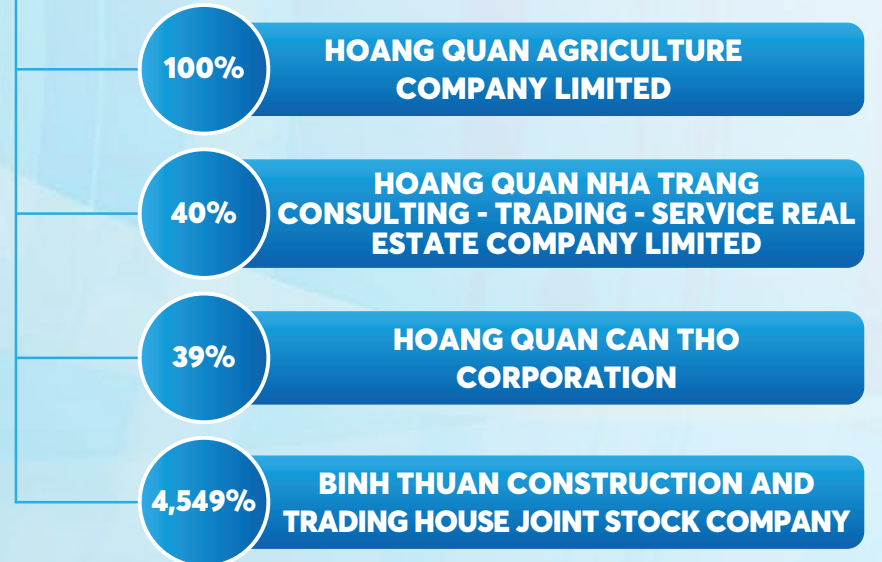 100%
HOANG QUAN AGRICULTURE
COMPANY LIMITED
40%
HOANG QUAN NHA TRANG
CONSULTING - TRADING - SERVICE REAL
ESTATE COMPANY LIMITED
39%
HOANG QUAN CAN THO
CORPORATION
4,549%
BINH THUAN CONSTRUCTION AND
TRADING HOUSE JOINT STOCK COMPANY